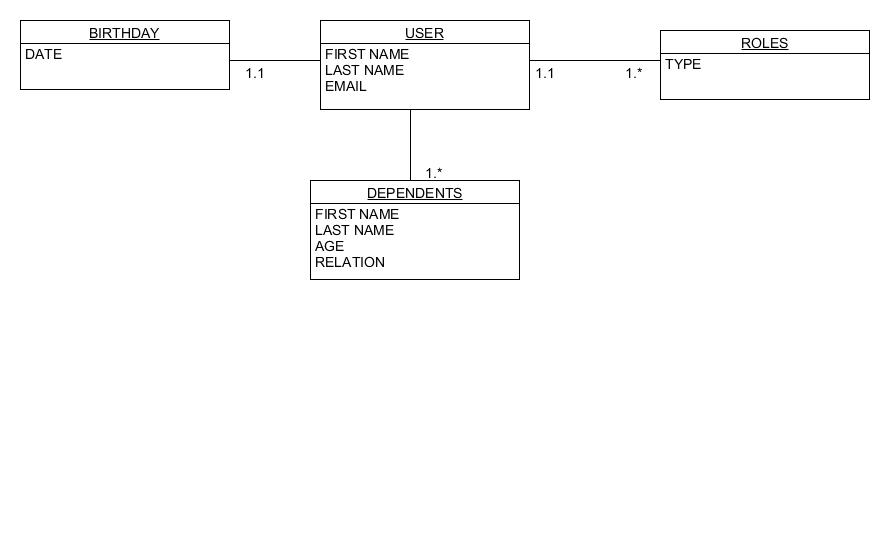 BIRTHDAY
DATE
1.1
USER
FIRST NAME
LAST NAME
EMAIL
1.1
1.*
ROLES
TYPE
1.*
DEPENDENTS
FIRST NAME
LAST NAME
AGE
RELATION